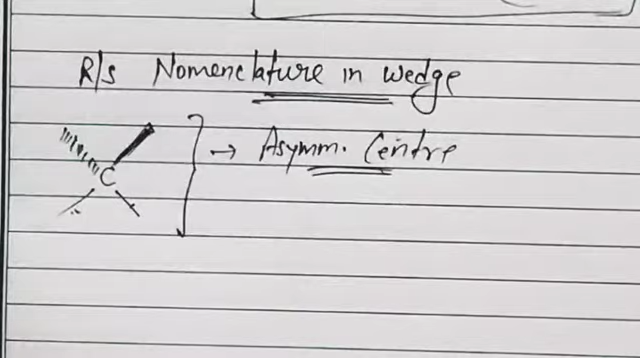 R/s Nomenclature in wedge
→ Asymm. Centre
C